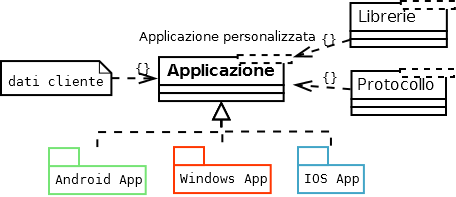 Librerie
Applicazione personalizzata {}
{} Applicazione {} Protocollo
dati cliente
Android App Windows App IOS App